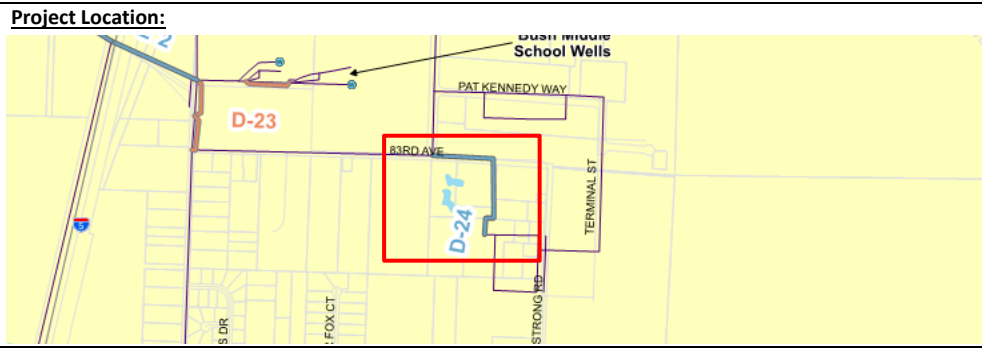 Project Location:
Bush Middle
School Wells
PAT KENNEDY WAY
D-23
83RD AVE
TERMINAL ST
D-24
5
STRONG RD
FOX CT
S DR